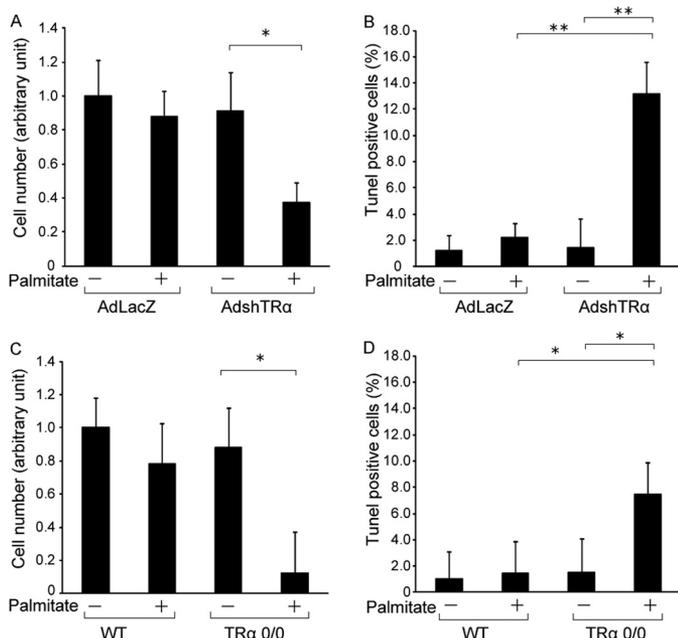 A
Cell number (arbitrary unit)
1.4
1.2
1.0
0.8
0.6
0.4
0.2
0
*
Palmitate − + − +
AdLacZ AdshTRα
B
Tunel positive cells (%)
18.0
16.0
14.0
12.0
10.0
8.0
6.0
4.0
2.0
0
**
**
Palmitate − + − +
AdLacZ AdshTRα
C
Cell number (arbitrary unit)
1.4
1.2
1.0
0.8
0.6
0.4
0.2
0
*
Palmitate − + − +
WT TRα 0/0
D
Tunel positive cells (%)
18.0
16.0
14.0
12.0
10.0
8.0
6.0
4.0
2.0
0
*
*
Palmitate − + − +
WT TRα 0/0